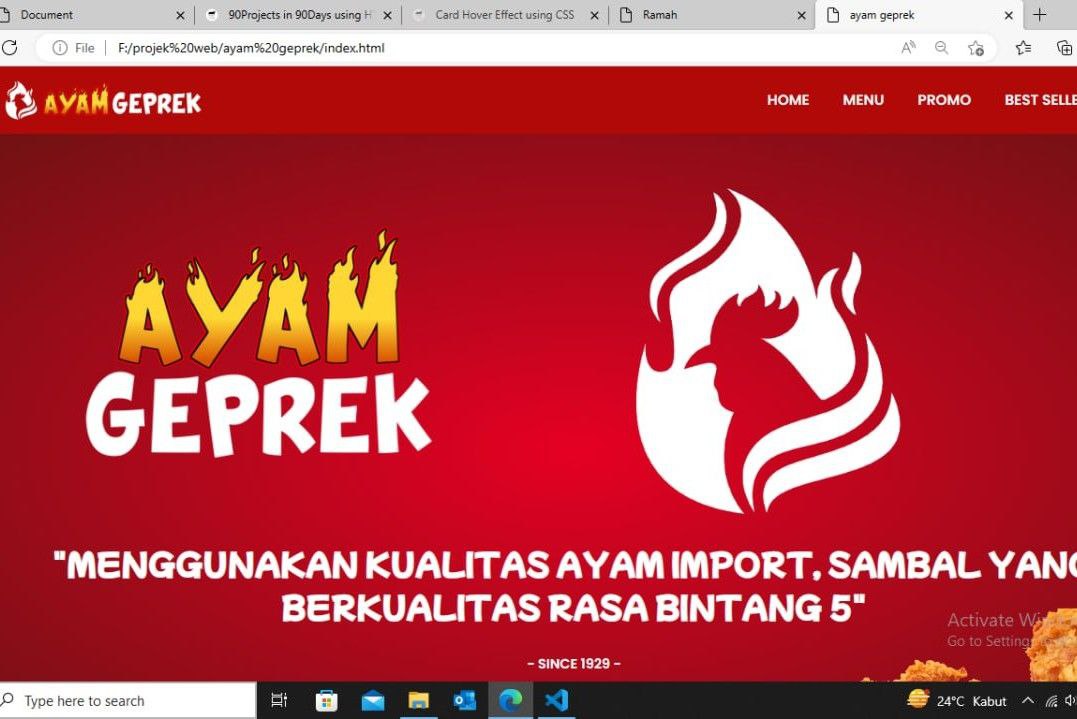 Document
90Projects in 90Days using H
Card Hover Effect using CSS
Ramah
ayam geprek
File
F:/projek%20web/ayam%20geprek/index.html
AYAM GEPREK
HOME
MENU
PROMO
BEST SELLE
AYAM
GEPREK
"MENGGUNAKAN KUALITAS AYAM IMPORT, SAMBAL YANG
BERKUALITAS RASA BINTANG 5"
- SINCE 1929 -
Activate Wi
Go to Setting
Type here to search
24°C Kabut